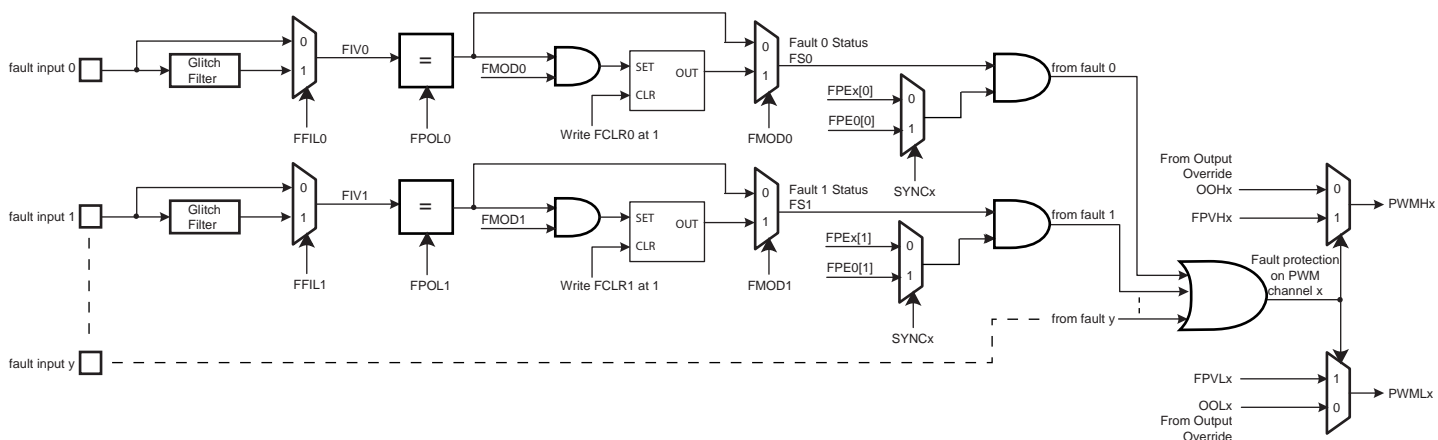 fault input 0
Glitch
Filter
0
1
FFIL0
FIV0
=
FPOL0
FMOD0
SET
OUT
CLR
Write FCLR0 at 1
0
1
FMOD0
Fault 0 Status
FS0
FPEx[0]
FPE0[0]
0
1
SYNCx
from fault 0
fault input 1
Glitch
Filter
0
1
FFIL1
FIV1
=
FPOL1
FMOD1
SET
OUT
CLR
Write FCLR1 at 1
0
1
FMOD1
Fault 1 Status
FS1
FPEx[1]
FPE0[1]
0
1
SYNCx
from fault 1
fault input y
from fault y
Fault protection
on PWM
channel x
From Output
Override
OOHx
FPVHx
0
1
PWMHx
FPVLx
OOLx
From Output
Override
1
0
PWMLx